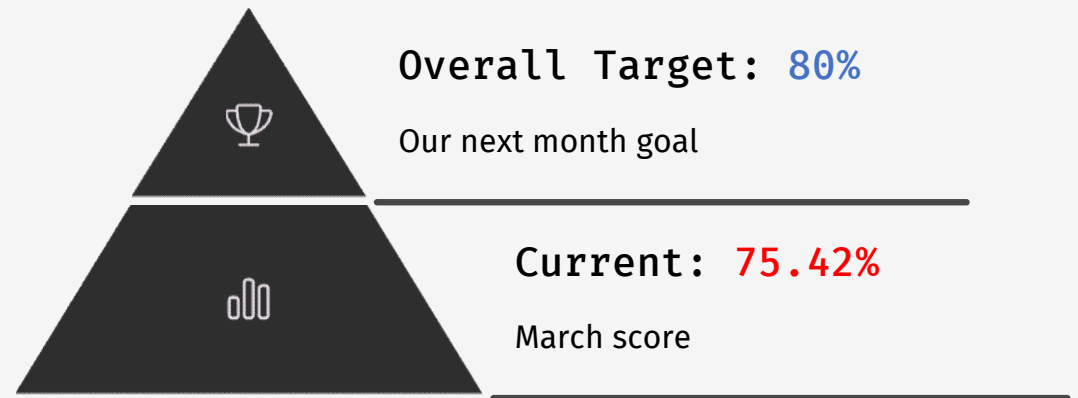 Overall Target: 80%
Our next month goal
Current: 75.42%
March score